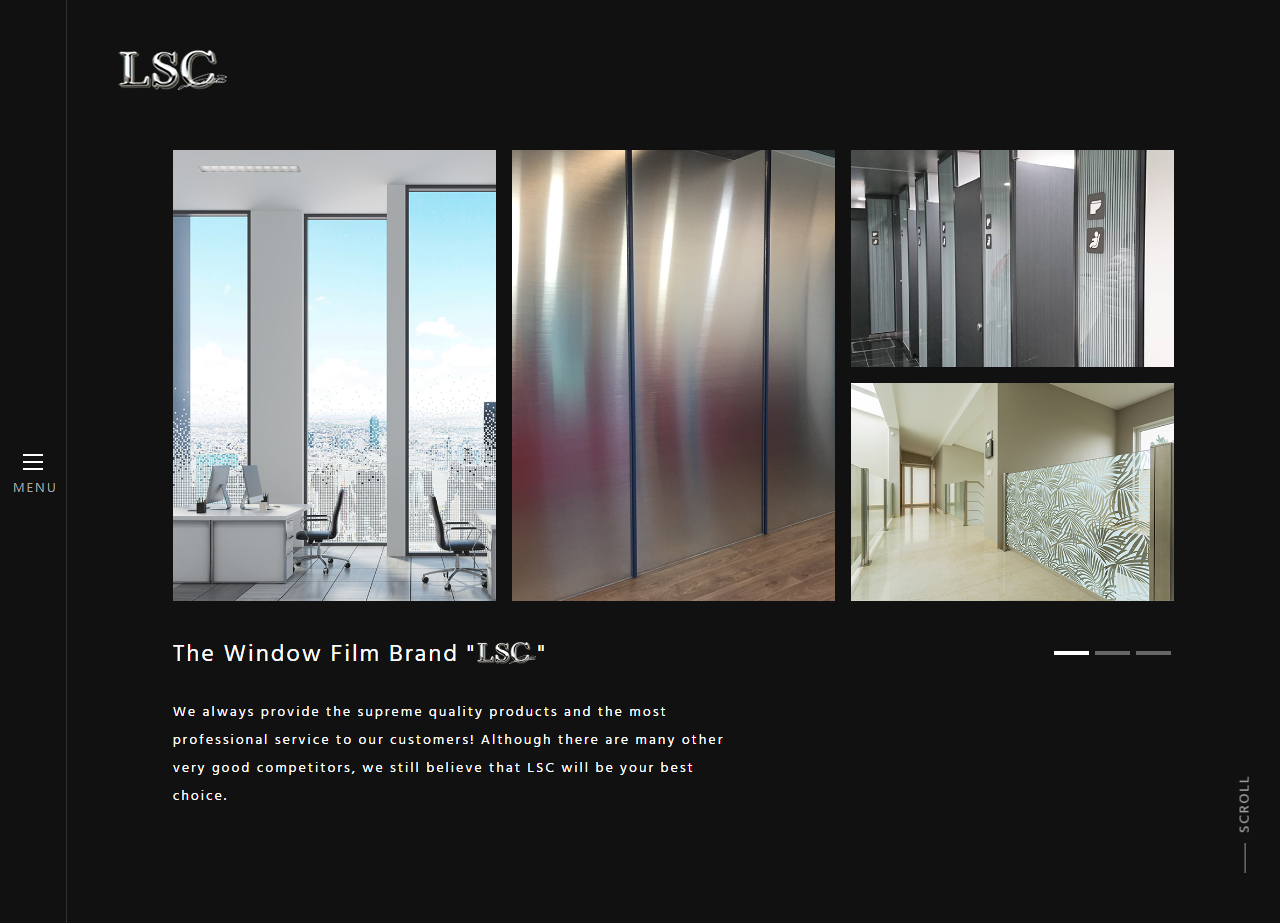 LSC
MENU
The Window Film Brand "LSC"
We always provide the supreme quality products and the most
professional service to our customers! Although there are many other
very good competitors, we still believe that LSC will be your best
choice.
SCROLL